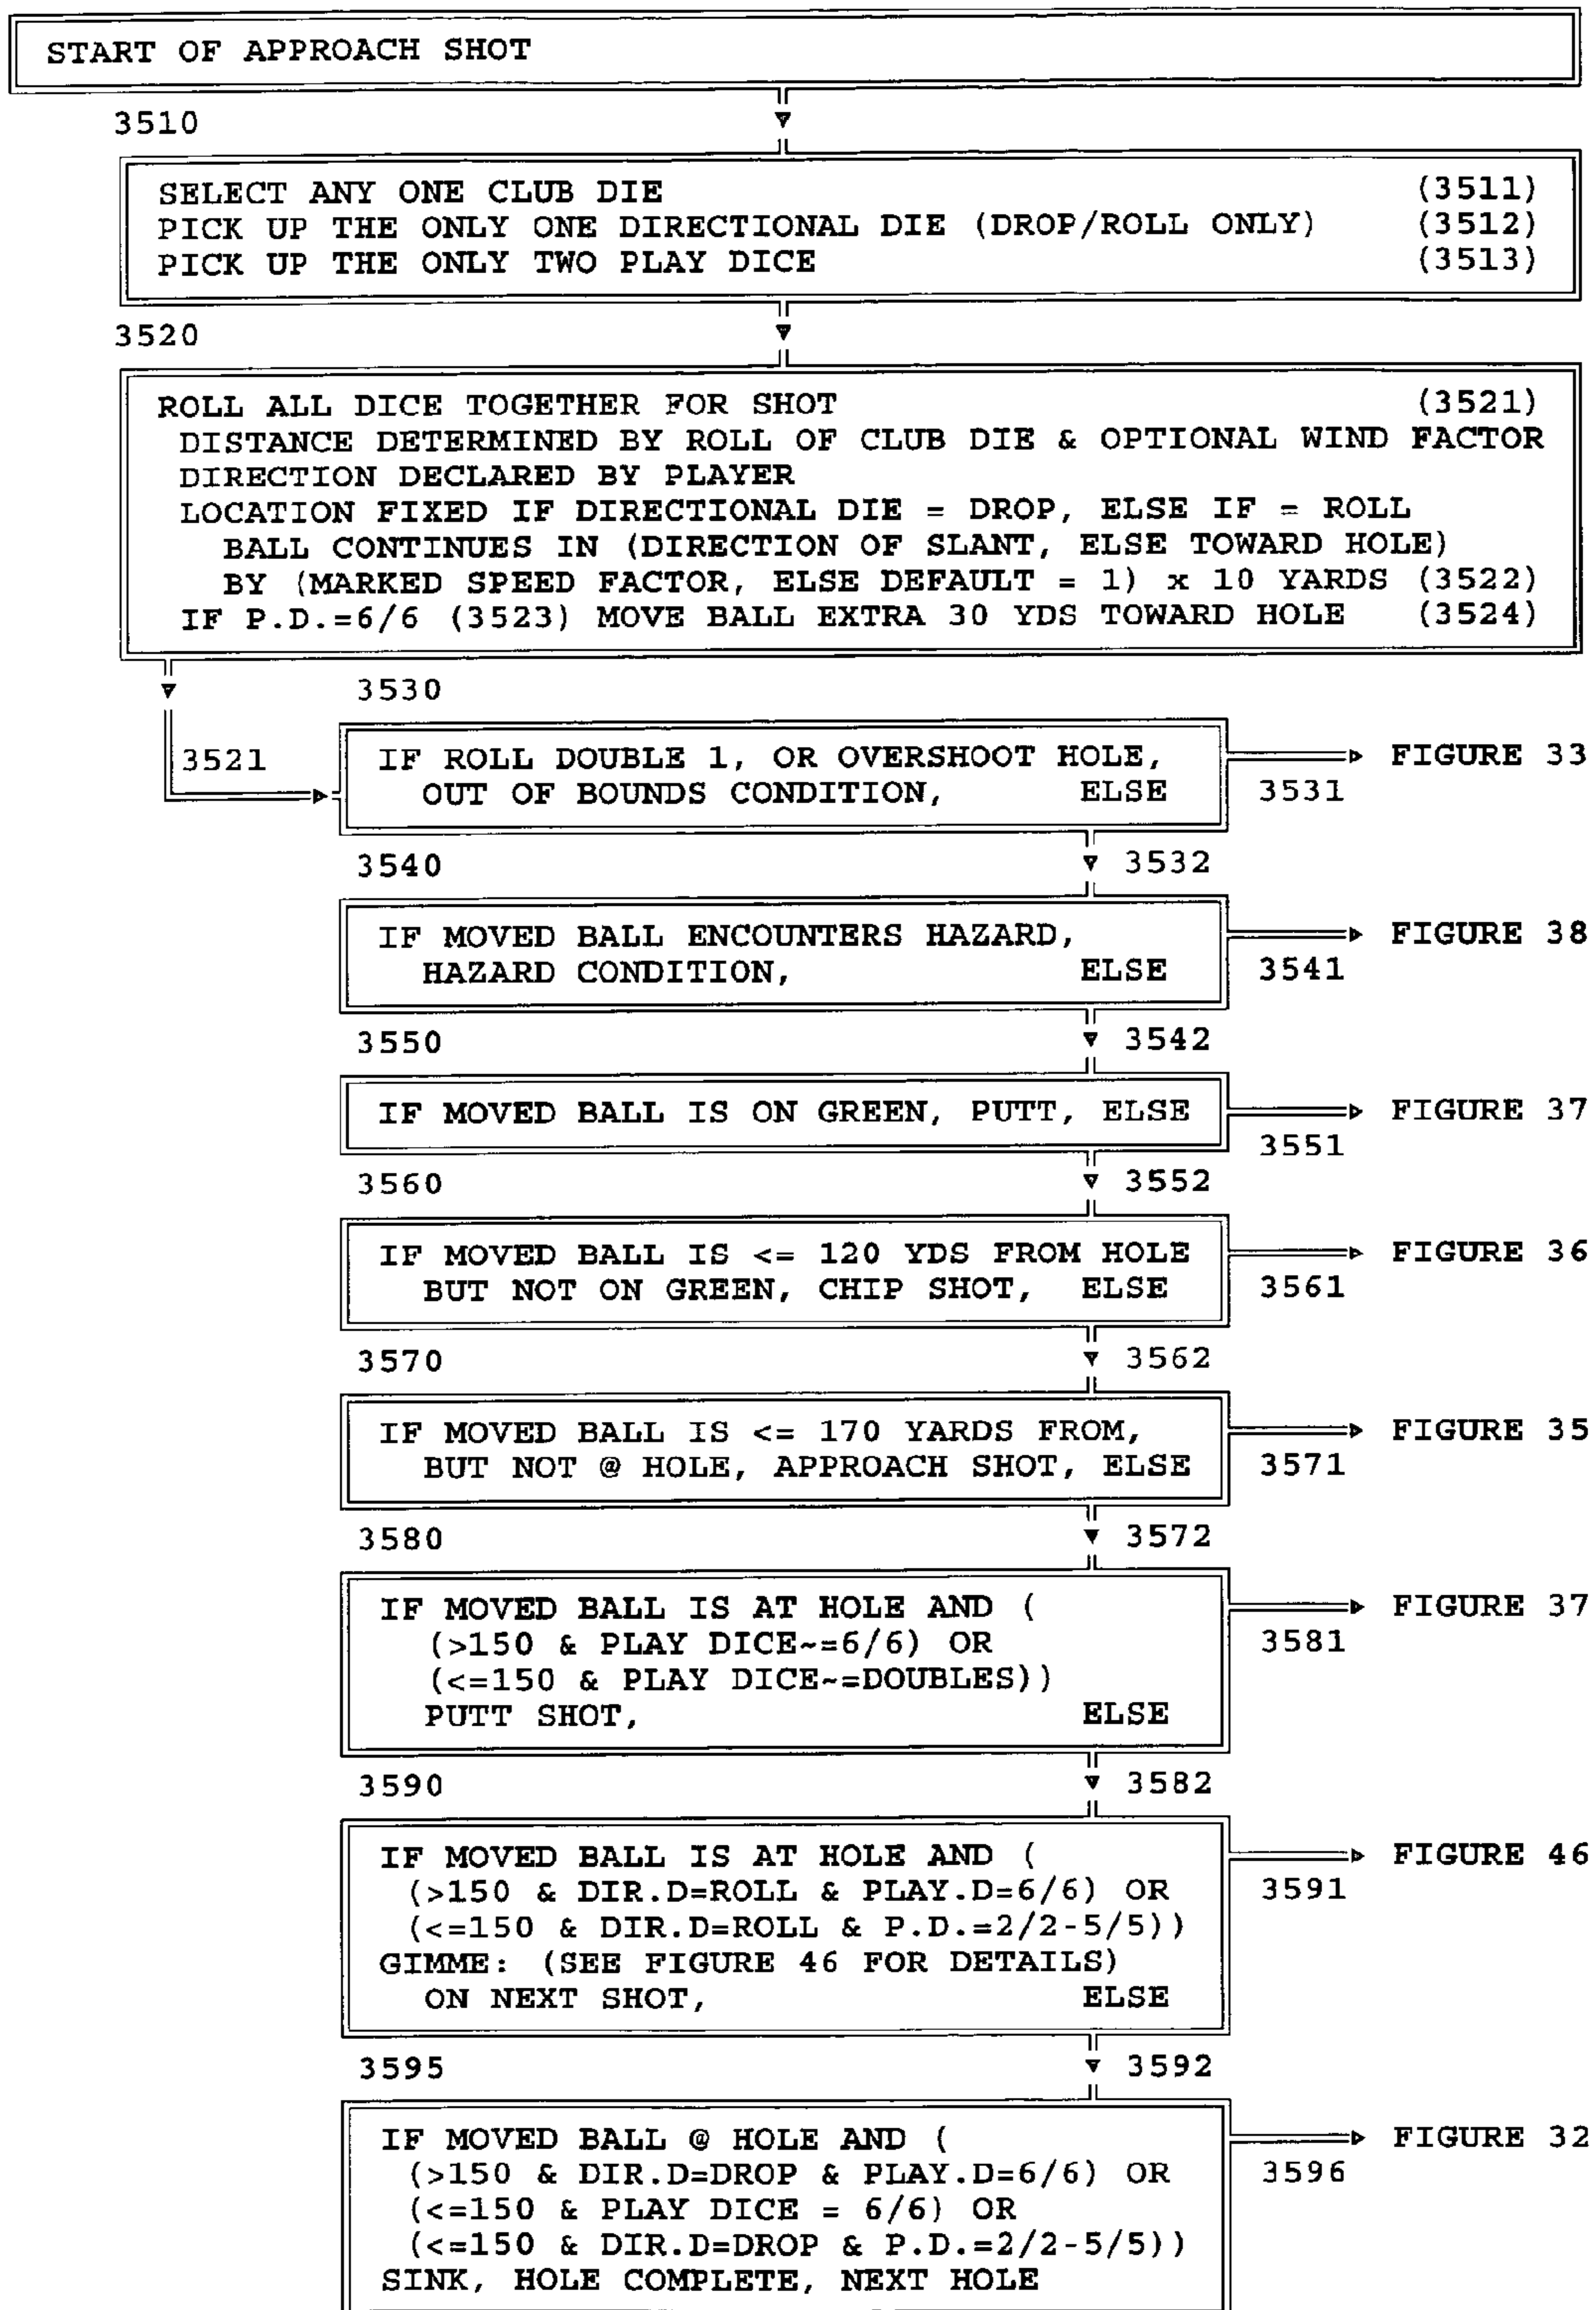 START OF APPROACH SHOT
3510
SELECT ANY ONE CLUB DIE (3511)
PICK UP THE ONLY ONE DIRECTIONAL DIE (DROP/ROLL ONLY) (3512)
PICK UP THE ONLY TWO PLAY DICE (3513)
3520
ROLL ALL DICE TOGETHER FOR SHOT (3521)
DISTANCE DETERMINED BY ROLL OF CLUB DIE & OPTIONAL WIND FACTOR
DIRECTION DECLARED BY PLAYER
LOCATION FIXED IF DIRECTIONAL DIE = DROP, ELSE IF = ROLL
BALL CONTINUES IN (DIRECTION OF SLANT, ELSE TOWARD HOLE)
BY (MARKED SPEED FACTOR, ELSE DEFAULT = 1) x 10 YARDS (3522)
IF P.D.=6/6 (3523) MOVE BALL EXTRA 30 YDS TOWARD HOLE (3524)
3530
3521
IF ROLL DOUBLE 1, OR OVERSHOOT HOLE,
OUT OF BOUNDS CONDITION, ELSE
FIGURE 33
3531
3540
3532
IF MOVED BALL ENCOUNTERS HAZARD,
HAZARD CONDITION, ELSE
FIGURE 38
3541
3550
3542
IF MOVED BALL IS ON GREEN, PUTT, ELSE
FIGURE 37
3551
3560
3552
IF MOVED BALL IS <= 120 YDS FROM HOLE
BUT NOT ON GREEN, CHIP SHOT, ELSE
FIGURE 36
3561
3570
3562
IF MOVED BALL IS <= 170 YARDS FROM,
BUT NOT @ HOLE, APPROACH SHOT, ELSE
FIGURE 35
3571
3580
3572
IF MOVED BALL IS AT HOLE AND (
(>150 & PLAY DICE~=6/6) OR
(<=150 & PLAY DICE~=DOUBLES))
PUTT SHOT, ELSE
FIGURE 37
3581
3590
3582
IF MOVED BALL IS AT HOLE AND (
(>150 & DIR.D=ROLL & PLAY.D=6/6) OR
(<=150 & DIR.D=ROLL & P.D.=2/2-5/5))
GIMME: (SEE FIGURE 46 FOR DETAILS)
ON NEXT SHOT, ELSE
FIGURE 46
3591
3595
3592
IF MOVED BALL @ HOLE AND (
(>150 & DIR.D=DROP & PLAY.D=6/6) OR
(<=150 & PLAY DICE = 6/6) OR
(<=150 & DIR.D=DROP & P.D.=2/2-5/5))
SINK, HOLE COMPLETE, NEXT HOLE
FIGURE 32
3596